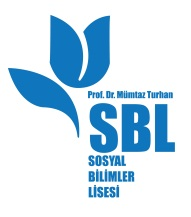 Prof. Dr. Mümtaz Turhan
SBL
SOSYAL
BİLİMLER
LİSESİ